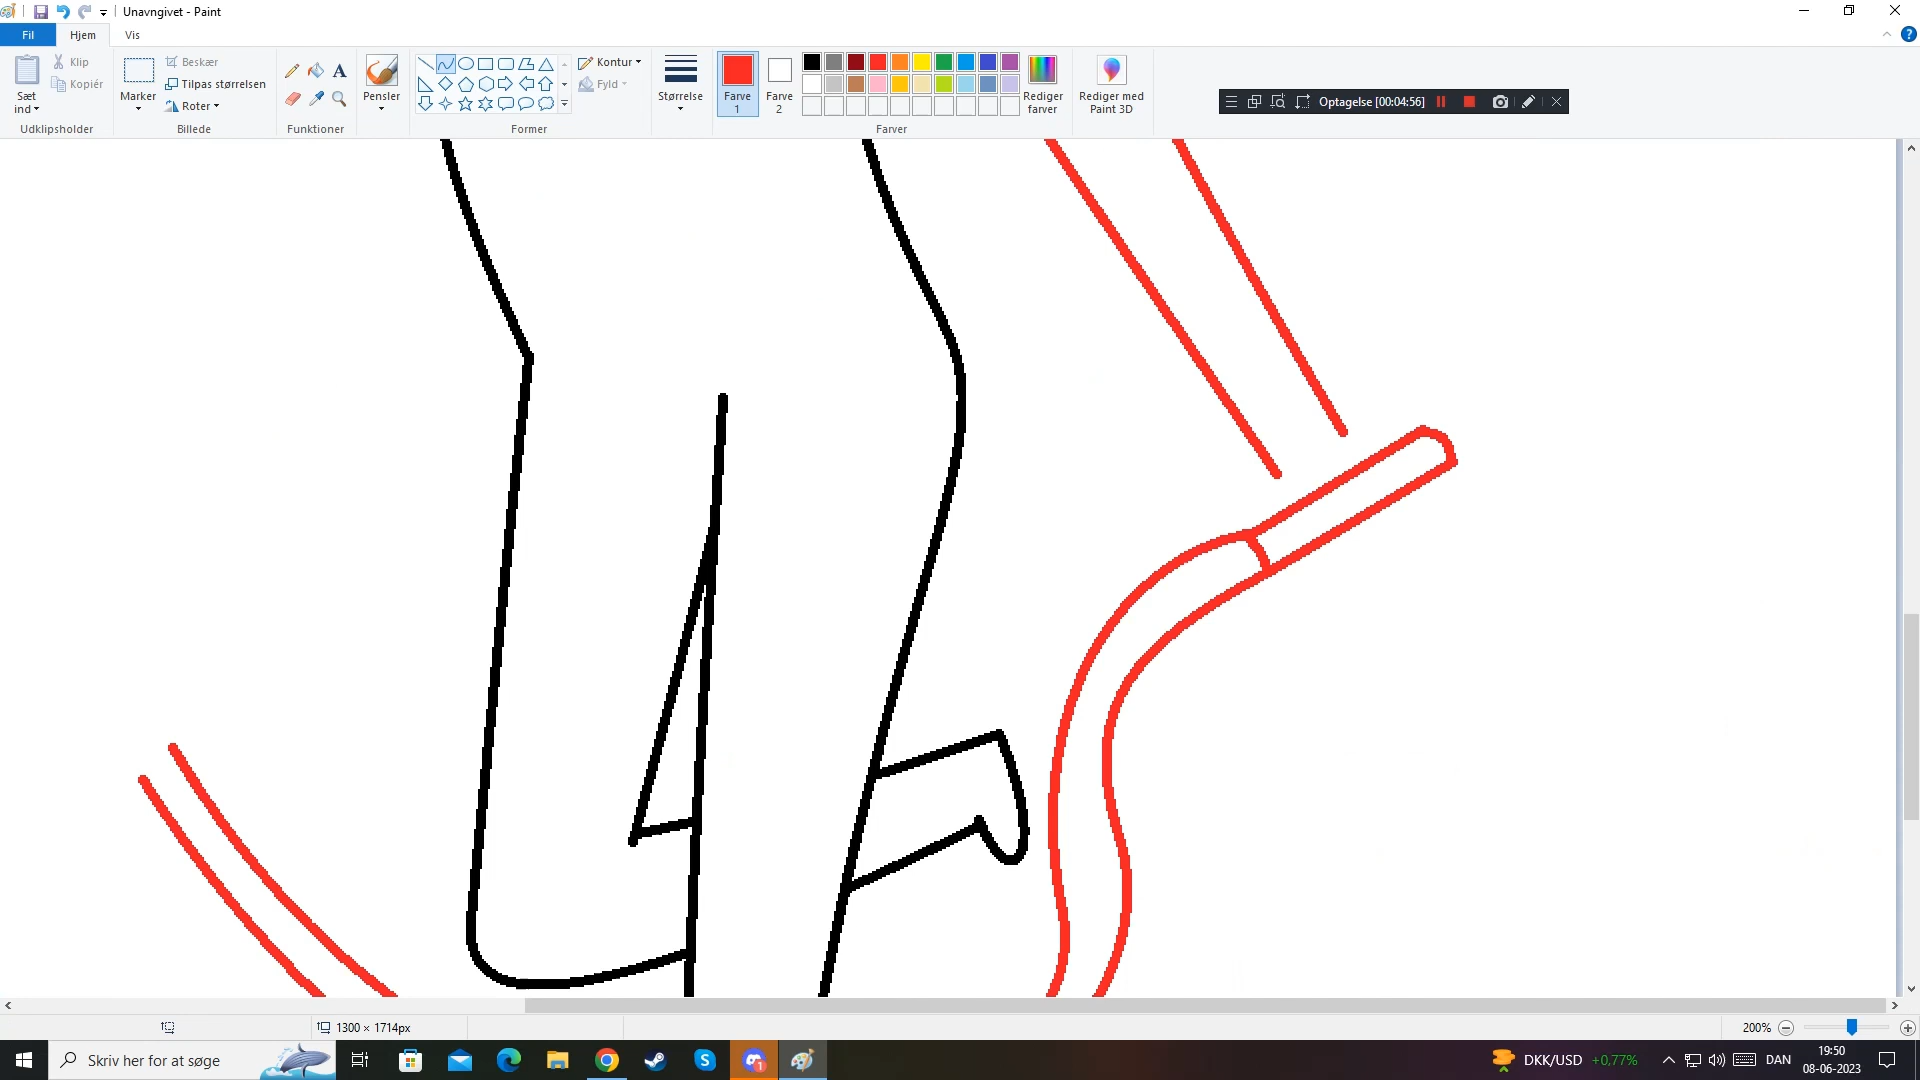 Unavngivet - Paint
Fil
Hjem
Vis
Sæt ind
Klip
Kopiér
Udklipsholder
Marker
Beskær
Tilpas størrelsen
Roter
Billede
A
Funktioner
Pensler
Kontur
Fyld
Former
Størrelse
Farve 1
Farve 2
Rediger farver
Farver
Rediger med Paint 3D
Optagelse [00:04:56]
1300 × 1714px
200%
Skriv her for at søge
DKK/USD +0,77%
DAN
19:50
08-06-2023